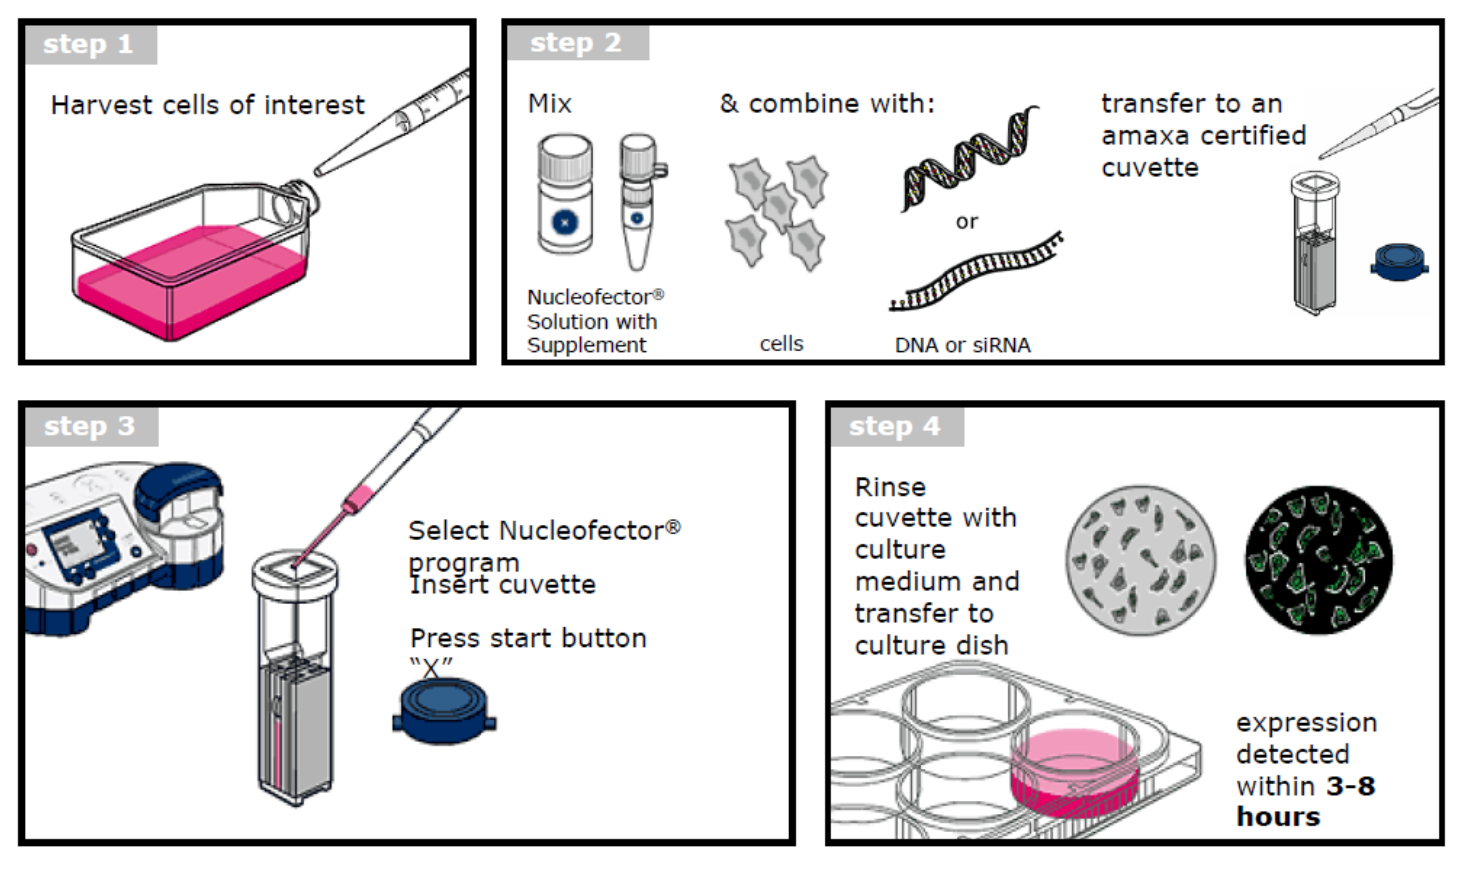 step 1
Harvest cells of interest
step 2
Mix
& combine with:
transfer to an
amaxa certified
cuvette
or
Nucleofector®
Solution with
Supplement
cells
DNA or siRNA
step 3
Select Nucleofector®
program
Insert cuvette
Press start button
“X”
step 4
Rinse
cuvette with
culture
medium and
transfer to
culture dish
expression
detected
within 3-8
hours